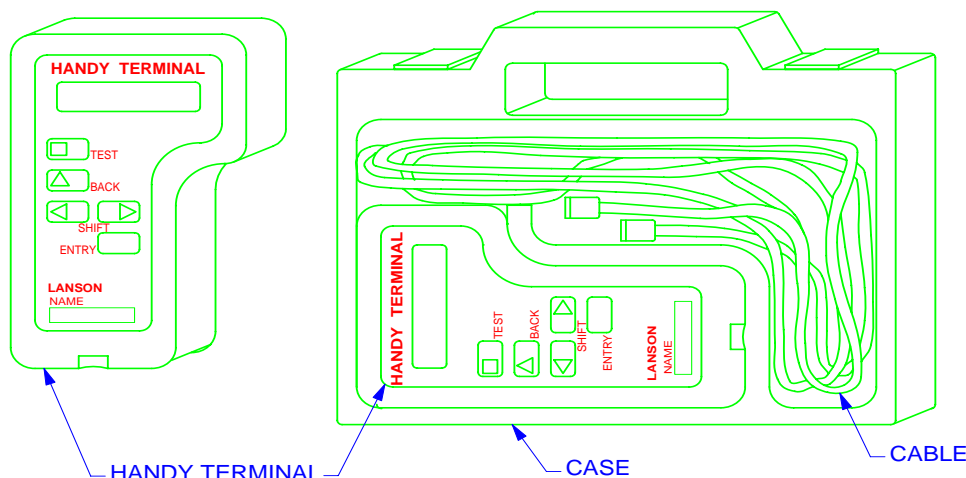 HANDY TERMINAL
TEST
BACK
SHIFT
ENTRY
LANSON
NAME
HANDY TERMINAL
TEST
BACK
SHIFT
ENTRY
LANSON
NAME
HANDY TERMINAL
CASE
CABLE